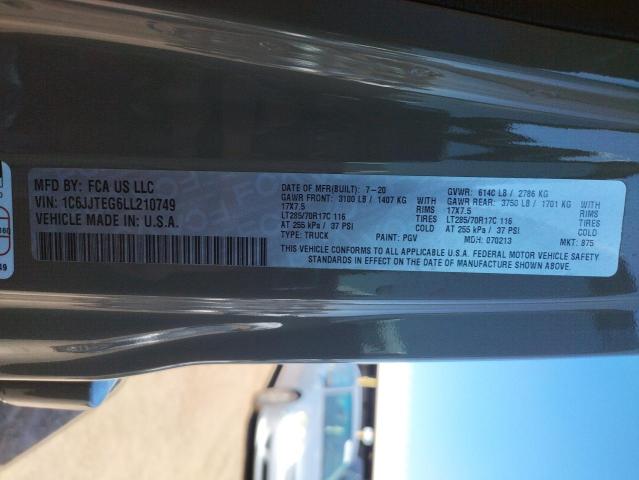 MFD BY: FCA US LLC
VIN: 1C6JJTEG6LL210749
VEHICLE MADE IN U.S.A.
DATE OF MFR(BUILT): 7-20 GVWR: 6140 LB / 2786 KG
GAWR FRONT: 3100 LB / 1407 KG GAWR REAR: 3750 LB / 1701 KG
17X7.5 RIMS 17X7.5 RIMS
LT285/70R17C 116 TIRES LT285/70R17C 116 TIRES
AT 255 kPa / 37 PSI COLD AT 255 kPa / 37 PSI COLD
TYPE: TRUCK PAINT: PGV MDH: 070213 MKT: 875
CONFORMS TO ALL APPLICABLE U.S.A. FEDERAL MOTOR VEHICLE SAFETY
STANDARDS IN EFFECT ON THE DATE OF MANUFACTURE SHOWN ABOVE.